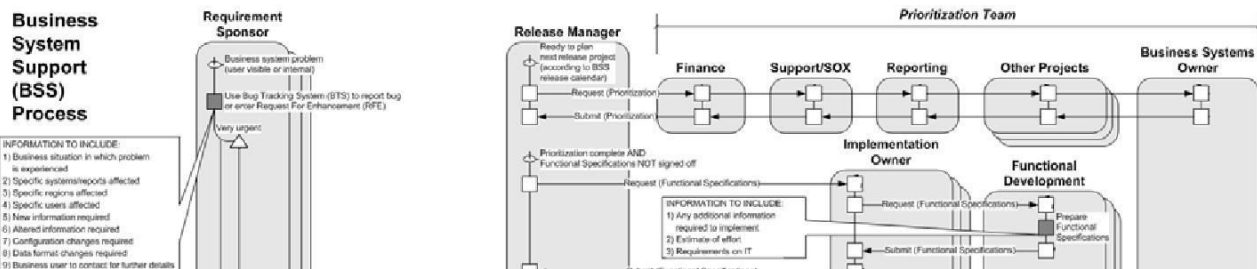 Business
System
Support
(BSS)
Process
Requirement
Sponsor
Business system problem
(user visible or internal)
Use Bug Tracking System (BTS) to report bug
or enter Request For Enhancement (RFE)
Very urgent
INFORMATION TO INCLUDE:
1) Business situation in which problem
is experienced
2) Specific systems/reports affected
3) Specific regions affected
4) Specific users affected
5) New information required
6) Altered information required
7) Configuration changes required
8) Data format changes required
9) Business user to contact for further details
Release Manager
Ready to plan
next release project
(according to BSS
release calendar)
Prioritization Team
Finance
Support/SOX
Reporting
Other Projects
Business Systems
Owner
Request (Prioritization)
Submit (Prioritization)
Prioritization complete AND
Functional Specifications NOT signed off
Implementation
Owner
Functional
Development
Request (Functional Specifications)
Request (Functional Specifications)
INFORMATION TO INCLUDE:
1) Any additional information
required to implement
2) Estimate of effort
3) Requirements on IT
Prepare
Functional
Specifications
Submit (Functional Specifications)